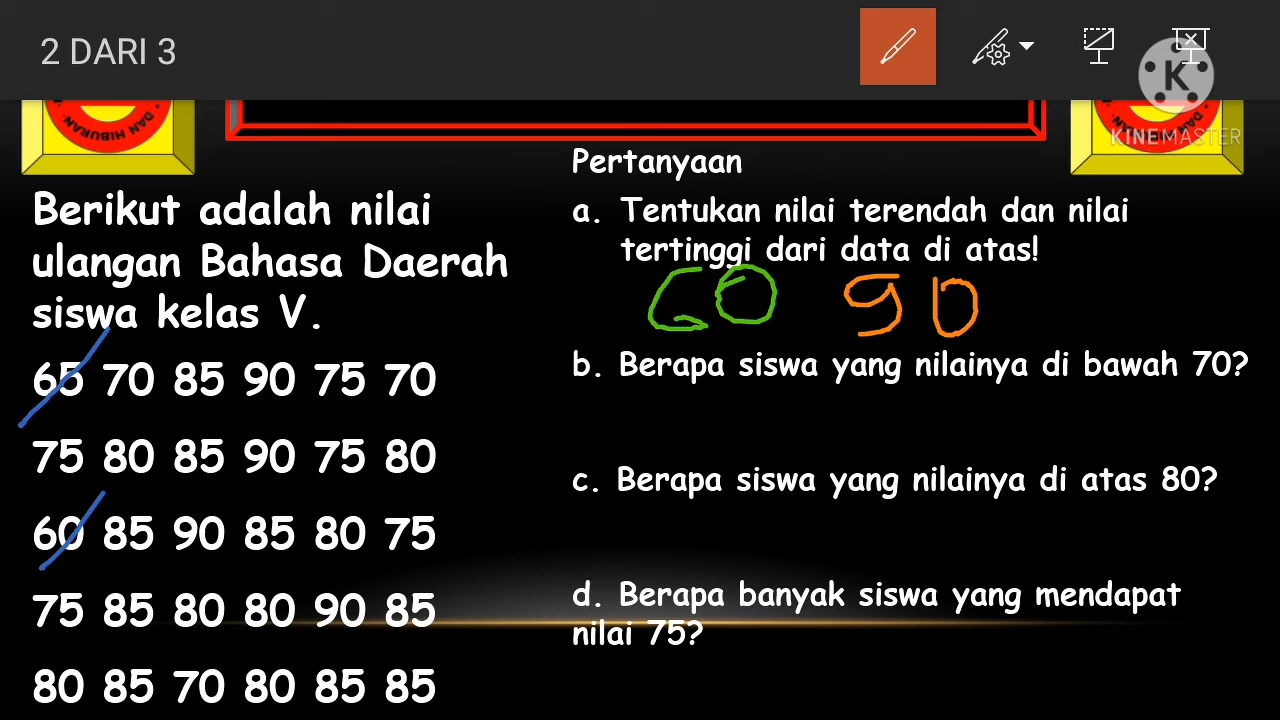 2 DARI 3
K
KINEMASTER
DAN HIBURAN
DAN HIBURAN
Berikut adalah nilai
ulangan Bahasa Daerah
siswa kelas V.
65 70 85 90 75 70
75 80 85 90 75 80
60 85 90 85 80 75
75 85 80 80 90 85
80 85 70 80 85 85
Pertanyaan
a. Tentukan nilai terendah dan nilai
tertinggi dari data di atas!
60 90
b. Berapa siswa yang nilainya di bawah 70?
c. Berapa siswa yang nilainya di atas 80?
d. Berapa banyak siswa yang mendapat
nilai 75?